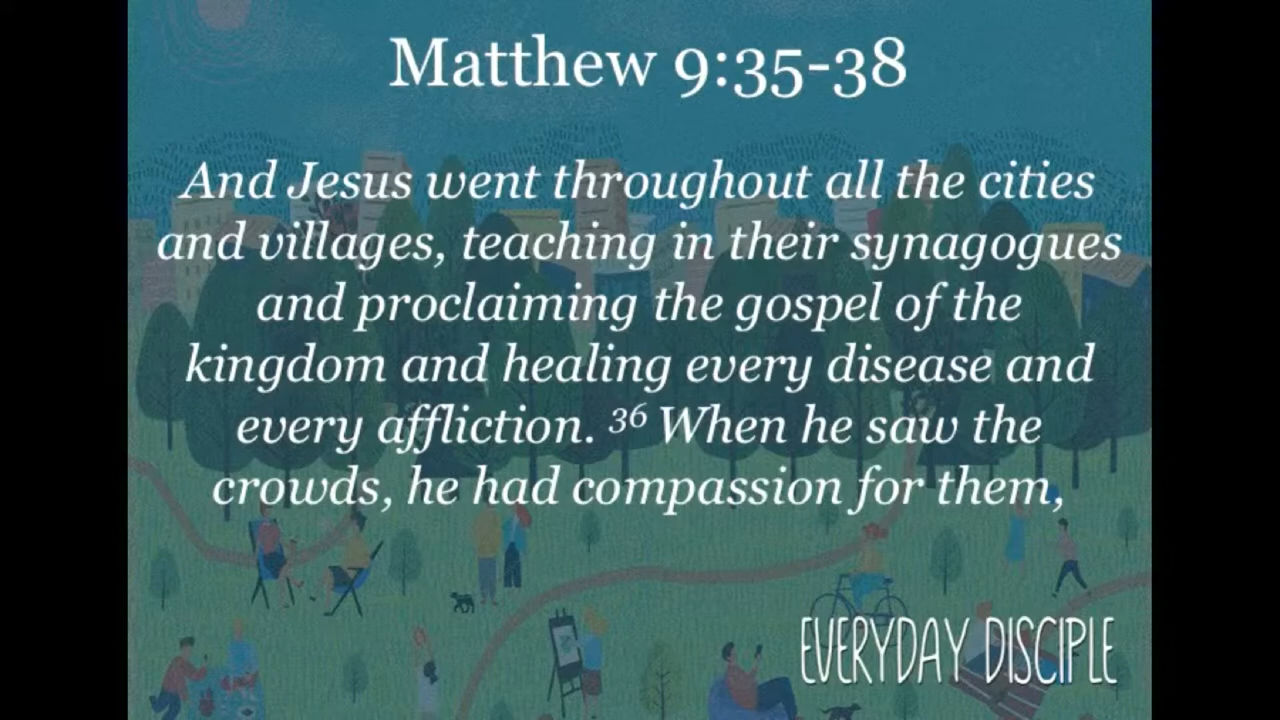 Matthew 9:35-38
And Jesus went throughout all the cities
and villages, teaching in their synagogues
and proclaiming the gospel of the
kingdom and healing every disease and
every affliction. ³⁶ When he saw the
crowds, he had compassion for them,
EVERYDAY DISCIPLE